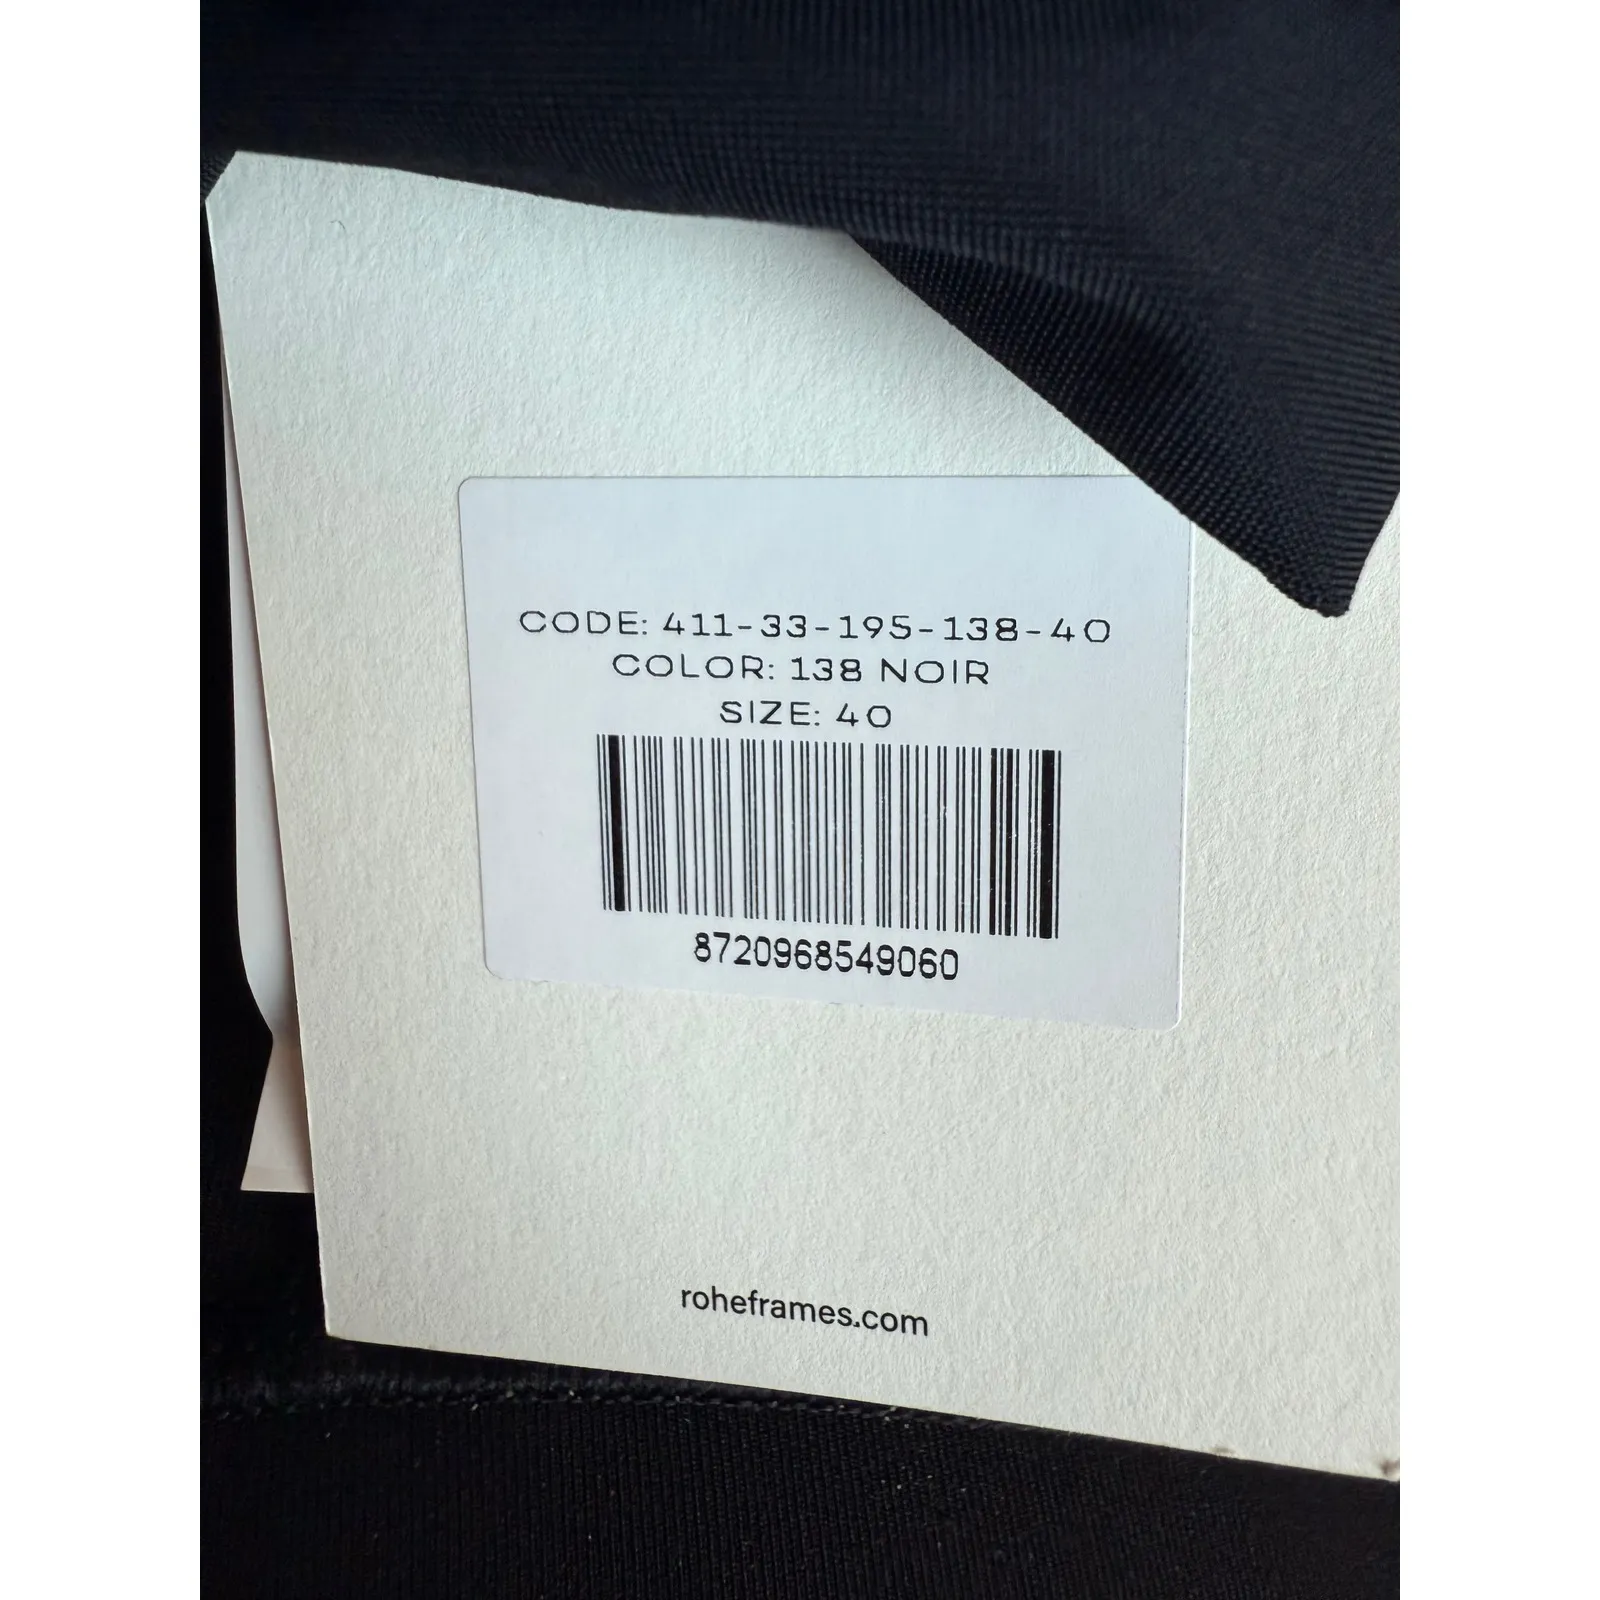 CODE: 411-33-195-138-40
COLOR: 138 NOIR
SIZE: 40
8720968549060
roheframes.com